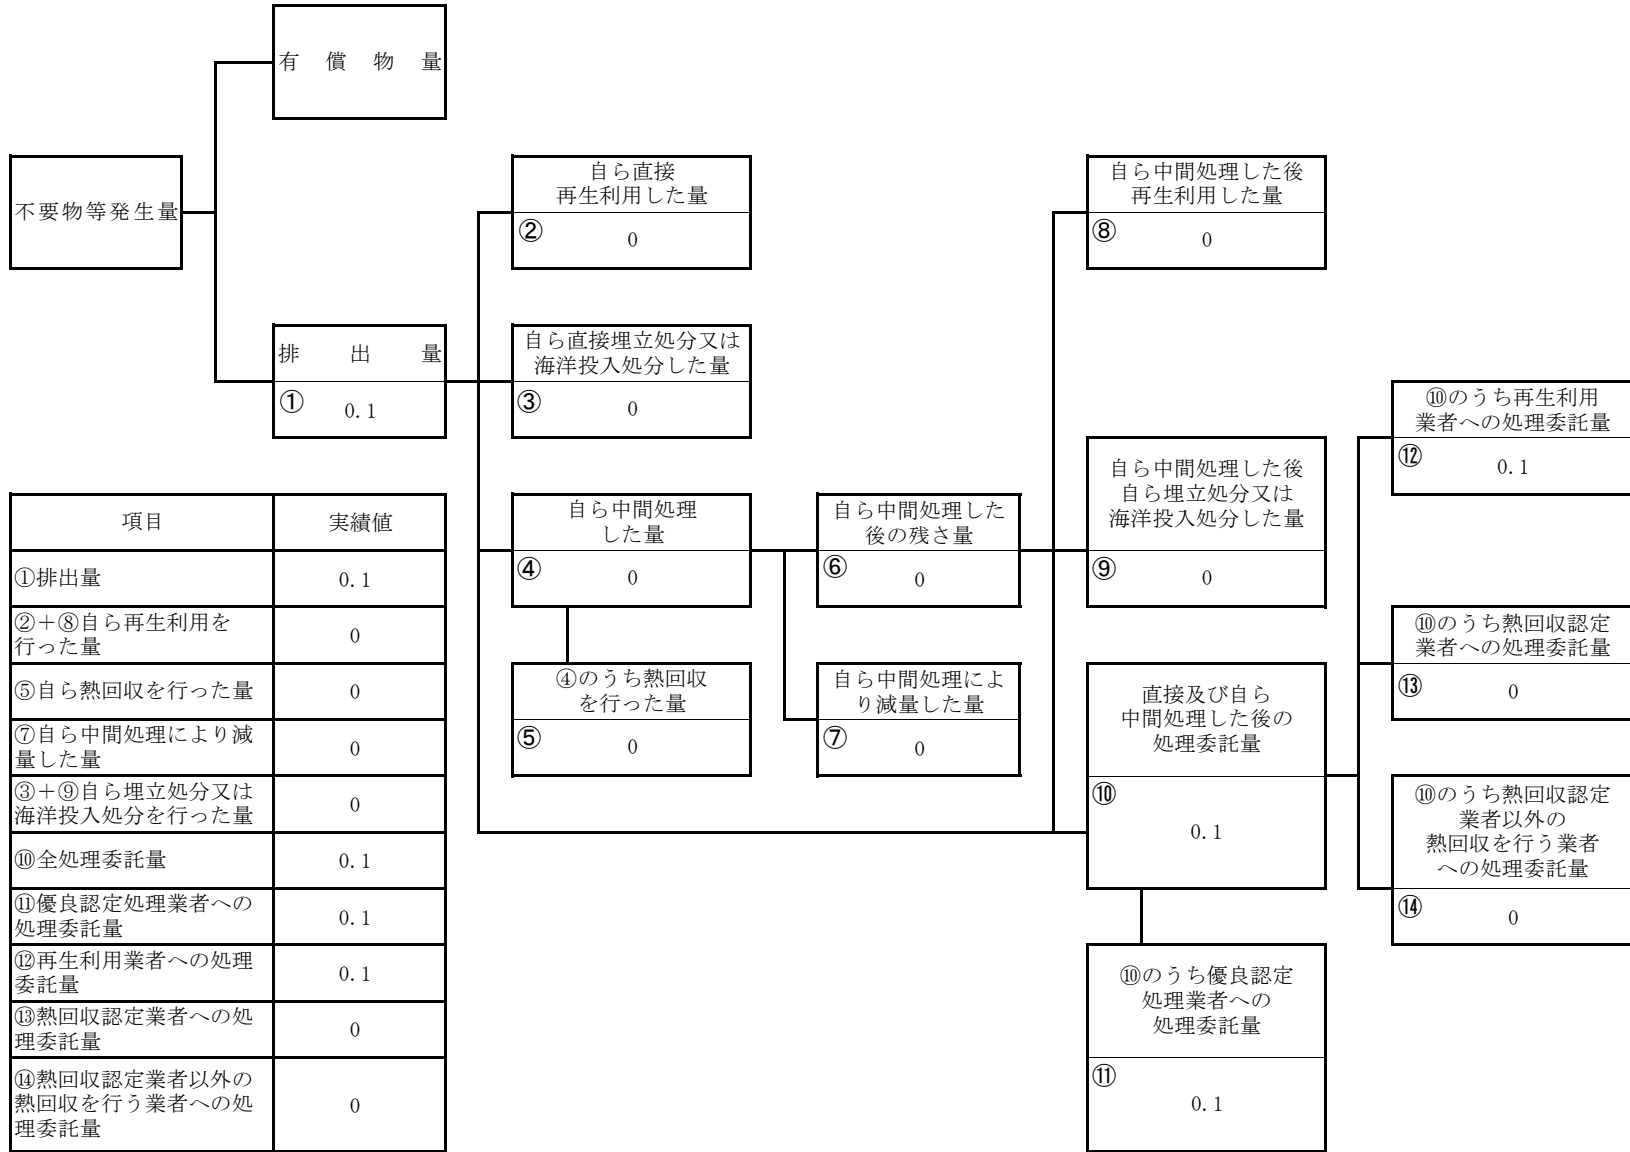 有償物量
不要物等発生量
排出量
①
0.1
自ら直接
再生利用した量
②
0
自ら直接埋立処分又は
海洋投入処分した量
③
0
自ら中間処理
した量
④
0
④のうち熱回収
を行った量
⑤
0
自ら中間処理した
後の残さ量
⑥
0
自ら中間処理によ
り減量した量
⑦
0
自ら中間処理した後
再生利用した量
⑧
0
自ら中間処理した後
自ら埋立処分又は
海洋投入処分した量
⑨
0
直接及び自ら
中間処理した後の
処理委託量
⑩
0.1
⑩のうち優良認定
処理業者への
処理委託量
⑪
0.1
⑩のうち再生利用
業者への処理委託量
⑫
0.1
⑩のうち熱回収認定
業者への処理委託量
⑬
0
⑩のうち熱回収認定
業者以外の
熱回収を行う業者
への処理委託量
⑭
0
項目 実績値
①排出量 0.1
②＋⑧自ら再生利用を
行った量 0
⑤自ら熱回収を行った量 0
⑦自ら中間処理により減
量した量 0
③＋⑨自ら埋立処分又は
海洋投入処分を行った量 0
⑩全処理委託量 0.1
⑪優良認定処理業者への
処理委託量 0.1
⑫再生利用業者への処理
委託量 0.1
⑬熱回収認定業者への処
理委託量 0
⑭熱回収認定業者以外の
熱回収を行う業者への処
理委託量 0